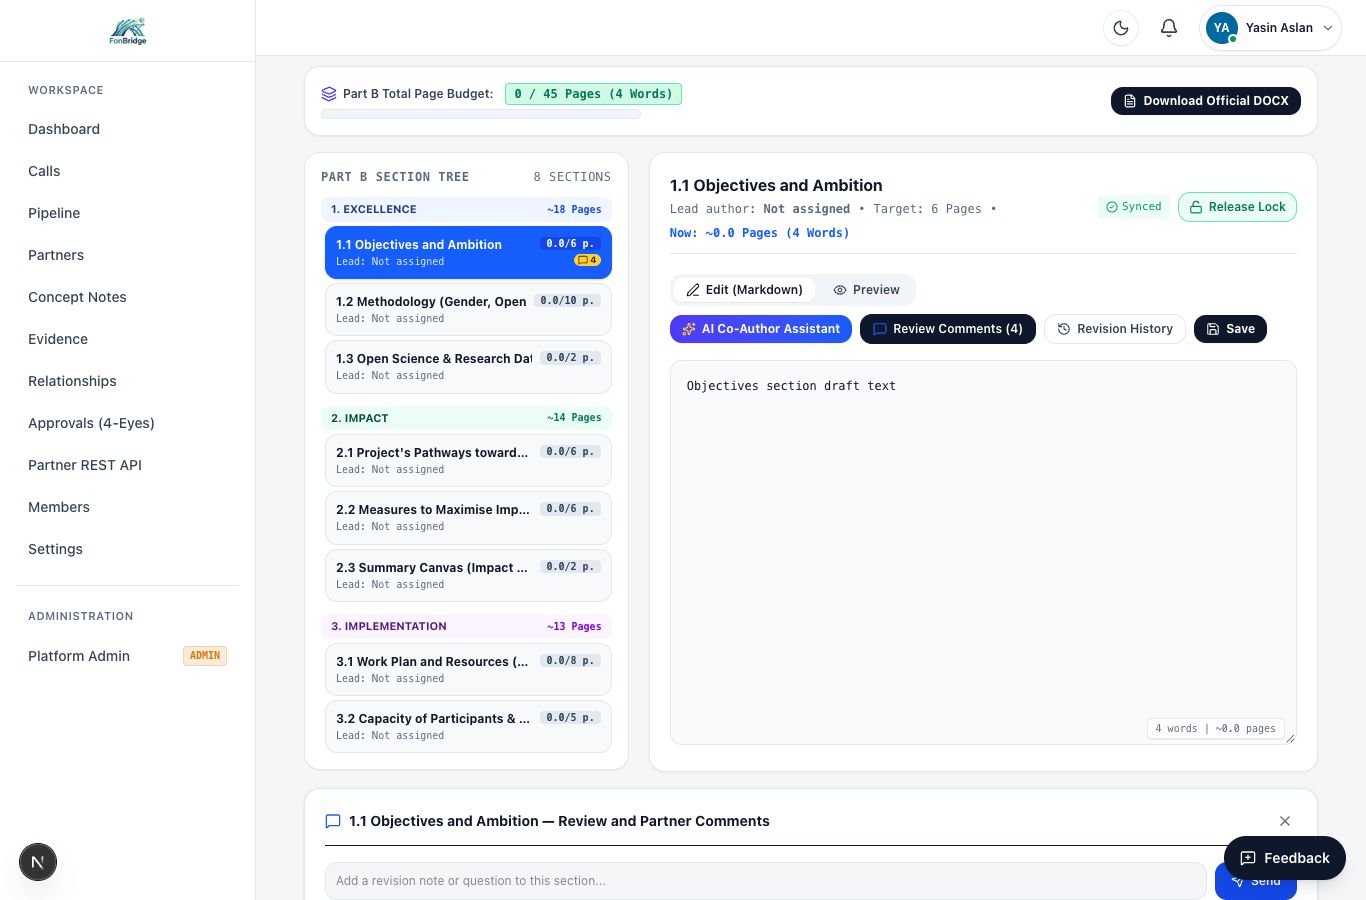 FonBridge
YA
Yasin Aslan
WORKSPACE
Dashboard
Calls
Pipeline
Partners
Concept Notes
Evidence
Relationships
Approvals (4-Eyes)
Partner REST API
Members
Settings
ADMINISTRATION
Platform Admin
ADMIN
N
Part B Total Page Budget:
0 / 45 Pages (4 Words)
Download Official DOCX
PART B SECTION TREE
8 SECTIONS
1. EXCELLENCE
~18 Pages
1.1 Objectives and Ambition
0.0/6 p.
Lead: Not assigned
4
1.2 Methodology (Gender, Open
0.0/10 p.
Lead: Not assigned
1.3 Open Science & Research Dat
0.0/2 p.
Lead: Not assigned
2. IMPACT
~14 Pages
2.1 Project's Pathways toward...
0.0/6 p.
Lead: Not assigned
2.2 Measures to Maximise Imp...
0.0/6 p.
Lead: Not assigned
2.3 Summary Canvas (Impact ...
0.0/2 p.
Lead: Not assigned
3. IMPLEMENTATION
~13 Pages
3.1 Work Plan and Resources (...
0.0/8 p.
Lead: Not assigned
3.2 Capacity of Participants & ...
0.0/5 p.
Lead: Not assigned
1.1 Objectives and Ambition
Lead author: Not assigned • Target: 6 Pages •
Now: ~0.0 Pages (4 Words)
Synced
Release Lock
Edit (Markdown)
Preview
AI Co-Author Assistant
Review Comments (4)
Revision History
Save
Objectives section draft text
4 words | ~0.0 pages
1.1 Objectives and Ambition — Review and Partner Comments
Add a revision note or question to this section...
Send
Feedback